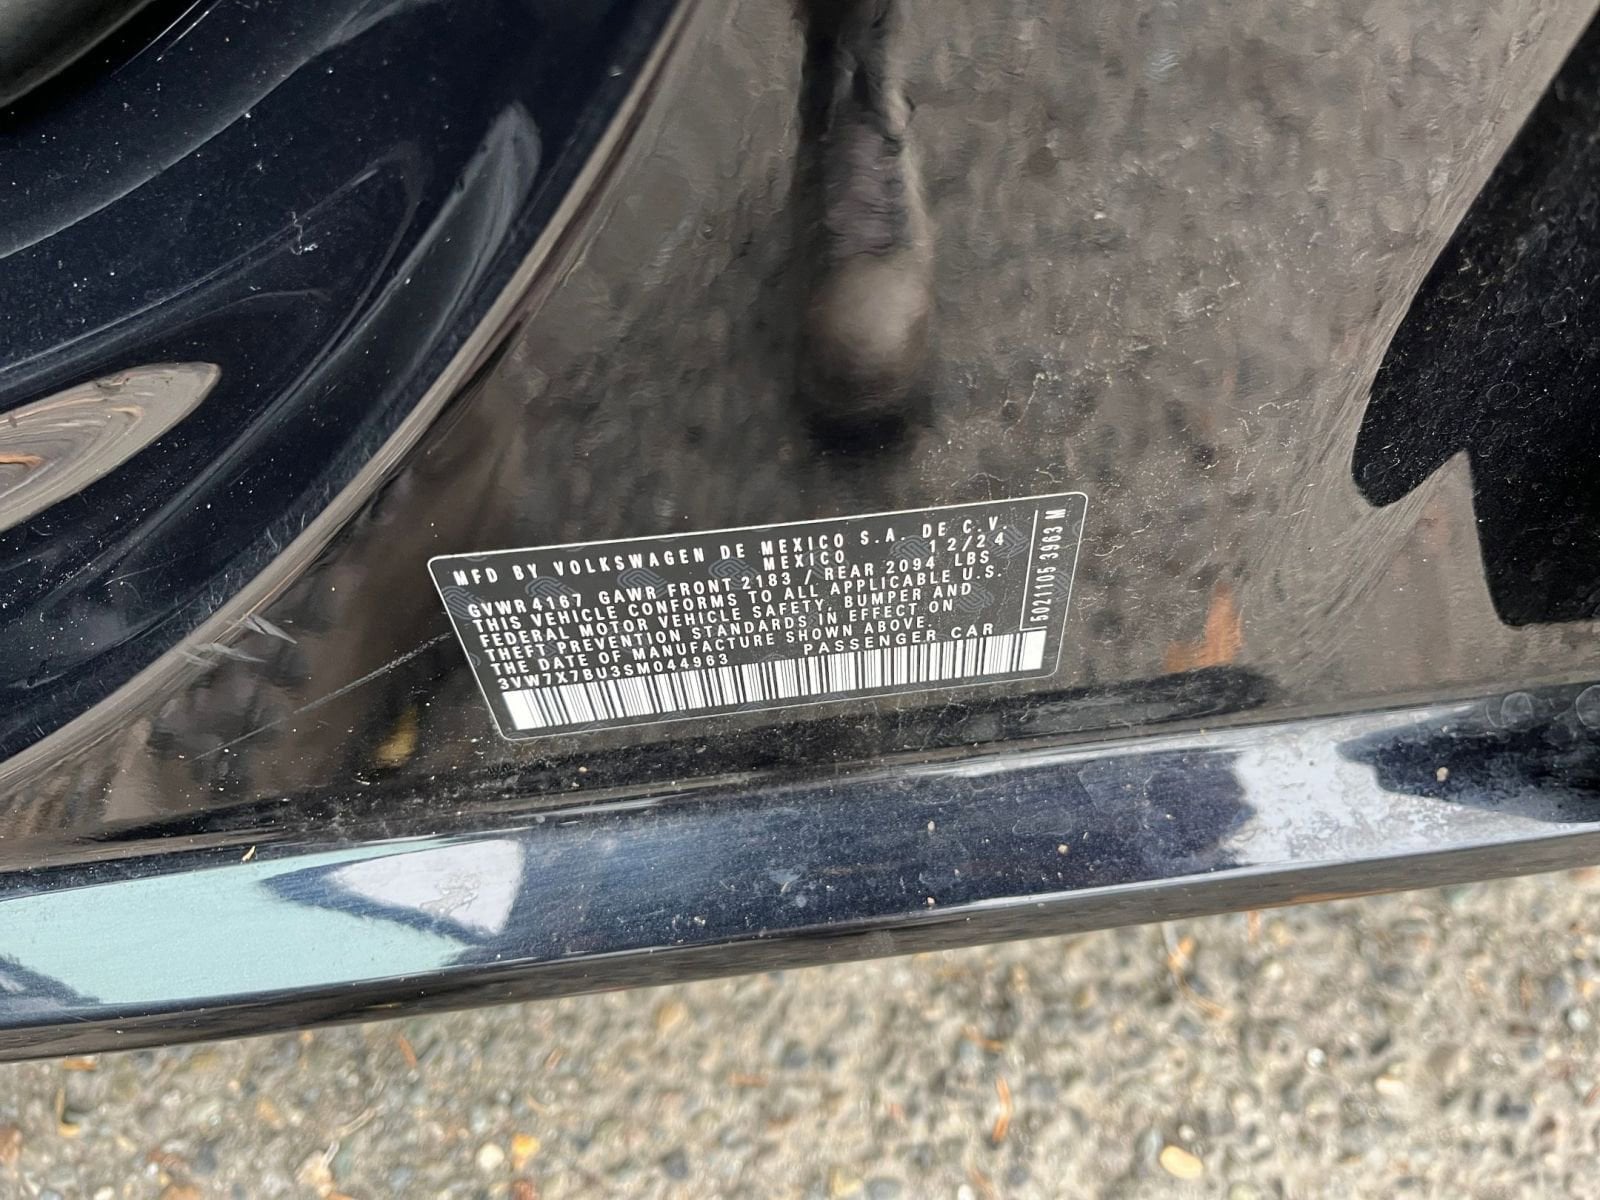 MFD BY VOLKSWAGEN DE MEXICO S.A. DE C.V.
MEXICO 12/24
GVWR 4167 GAWR FRONT 2183 / REAR 2094 LBS
THIS VEHICLE CONFORMS TO ALL APPLICABLE U.S.
FEDERAL MOTOR VEHICLE SAFETY, BUMPER AND
THEFT PREVENTION STANDARDS IN EFFECT ON
THE DATE OF MANUFACTURE SHOWN ABOVE.
3VW7X7BU3SM044963 PASSENGER CAR
5021105 3963 M